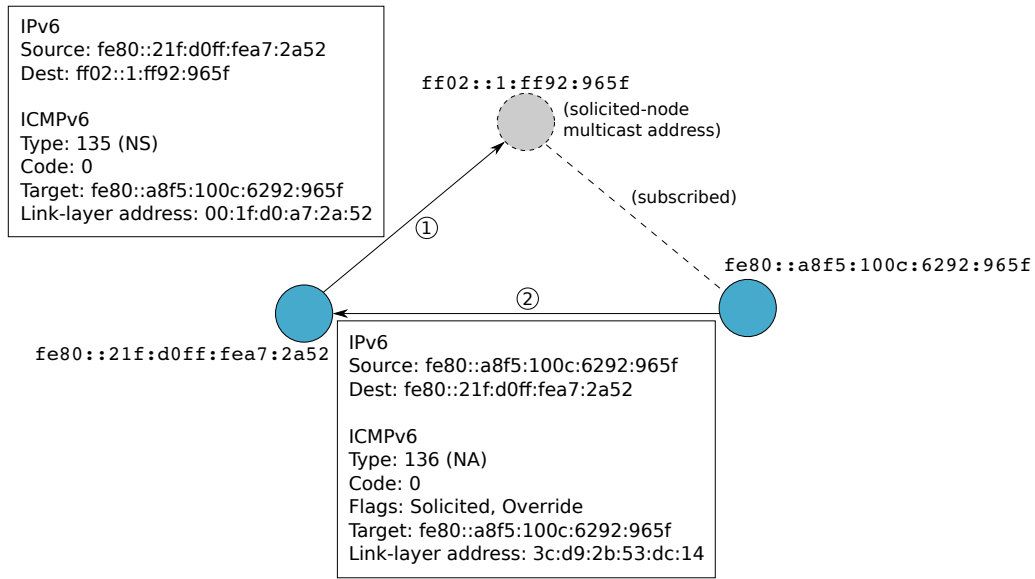 IPv6
Source: fe80::21f:d0ff:fea7:2a52
Dest: ff02::1:ff92:965f
ICMPv6
Type: 135 (NS)
Code: 0
Target: fe80::a8f5:100c:6292:965f
Link-layer address: 00:1f:d0:a7:2a:52
ff02::1:ff92:965f
(solicited-node
multicast address)
(subscribed)
①
fe80::a8f5:100c:6292:965f
②
fe80::21f:d0ff:fea7:2a52
IPv6
Source: fe80::a8f5:100c:6292:965f
Dest: fe80::21f:d0ff:fea7:2a52
ICMPv6
Type: 136 (NA)
Code: 0
Flags: Solicited, Override
Target: fe80::a8f5:100c:6292:965f
Link-layer address: 3c:d9:2b:53:dc:14